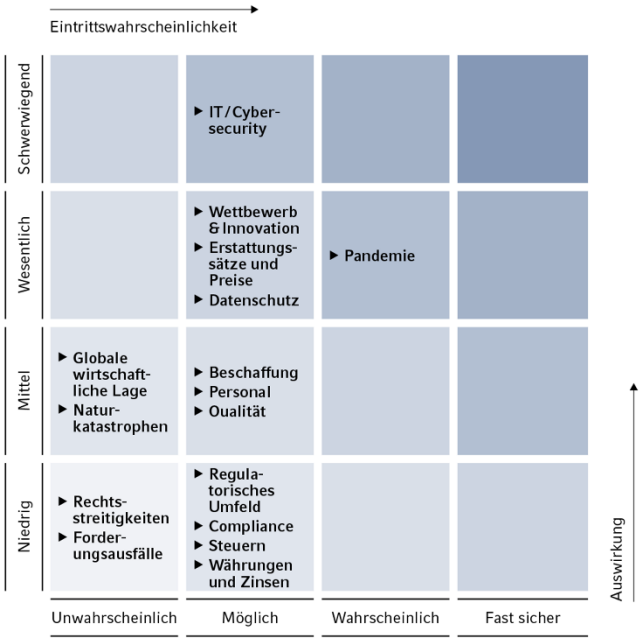 Eintrittswahrscheinlichkeit
Schwerwiegend
▶ IT/Cyber-
security
Wesentlich
▶ Wettbewerb
& Innovation
▶ Erstattungs-
sätze und
Preise
▶ Datenschutz
▶ Pandemie
Mittel
▶ Globale
wirtschaft-
liche Lage
▶ Natur-
katastrophen
▶ Beschaffung
▶ Personal
▶ Qualität
Niedrig
▶ Rechts-
streitigkeiten
▶ Forder-
ungsausfälle
▶ Regula-
torisches
Umfeld
▶ Compliance
▶ Steuern
▶ Währungen
und Zinsen
Auswirkung
Unwahrscheinlich
Möglich
Wahrscheinlich
Fast sicher